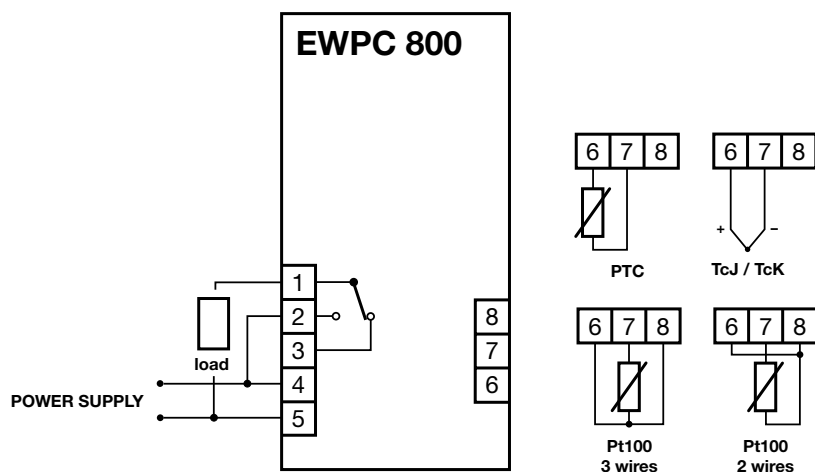 EWPC 800
6 7 8
6 7 8
+ −
PTC
TcJ / TcK
1
2
3
4
5
8
7
6
load
POWER SUPPLY
6 7 8
6 7 8
Pt100
3 wires
Pt100
2 wires